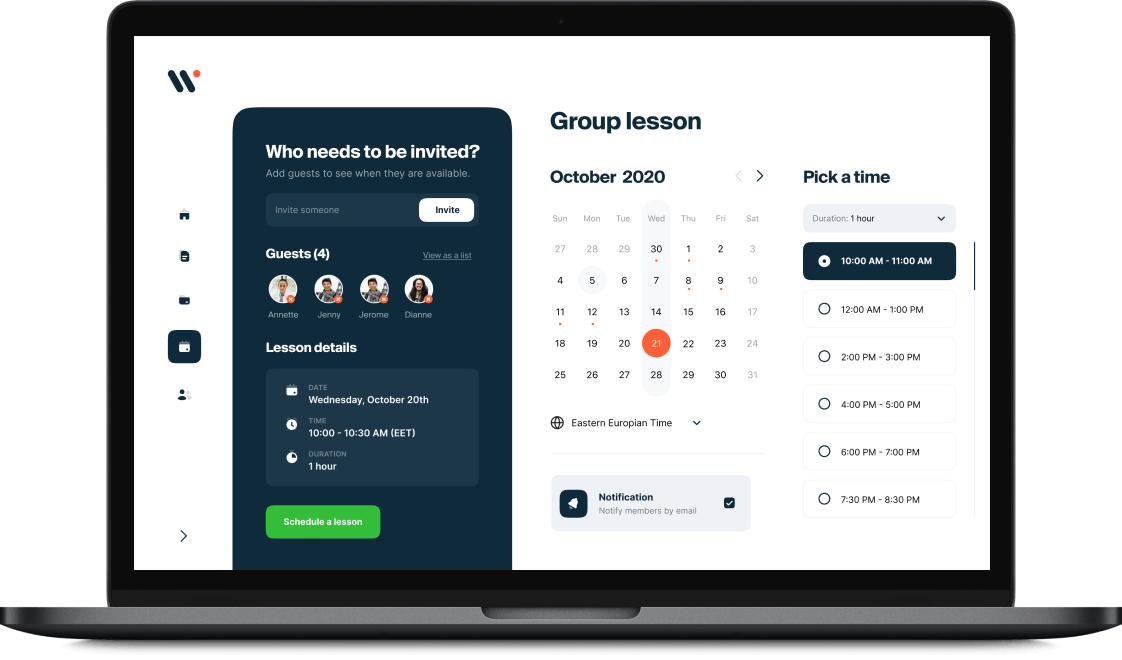 Who needs to be invited?
Add guests to see when they are available.
Invite someone
Invite
Guests (4)
View as a list
Annette
Jenny
Jerome
Dianne
Lesson details
DATE
Wednesday, October 20th
TIME
10:00 - 10:30 AM (EET)
DURATION
1 hour
Schedule a lesson
Group lesson
October 2020
Sun Mon Tue Wed Thu Fri Sat
27 28 29 30 1 2 3
4 5 6 7 8 9 10
11 12 13 14 15 16 17
18 19 20 21 22 23 24
25 26 27 28 29 30 31
Eastern Europian Time
Notification
Notify members by email
Pick a time
Duration: 1 hour
10:00 AM - 11:00 AM
12:00 AM - 1:00 PM
2:00 PM - 3:00 PM
4:00 PM - 5:00 PM
6:00 PM - 7:00 PM
7:30 PM - 8:30 PM